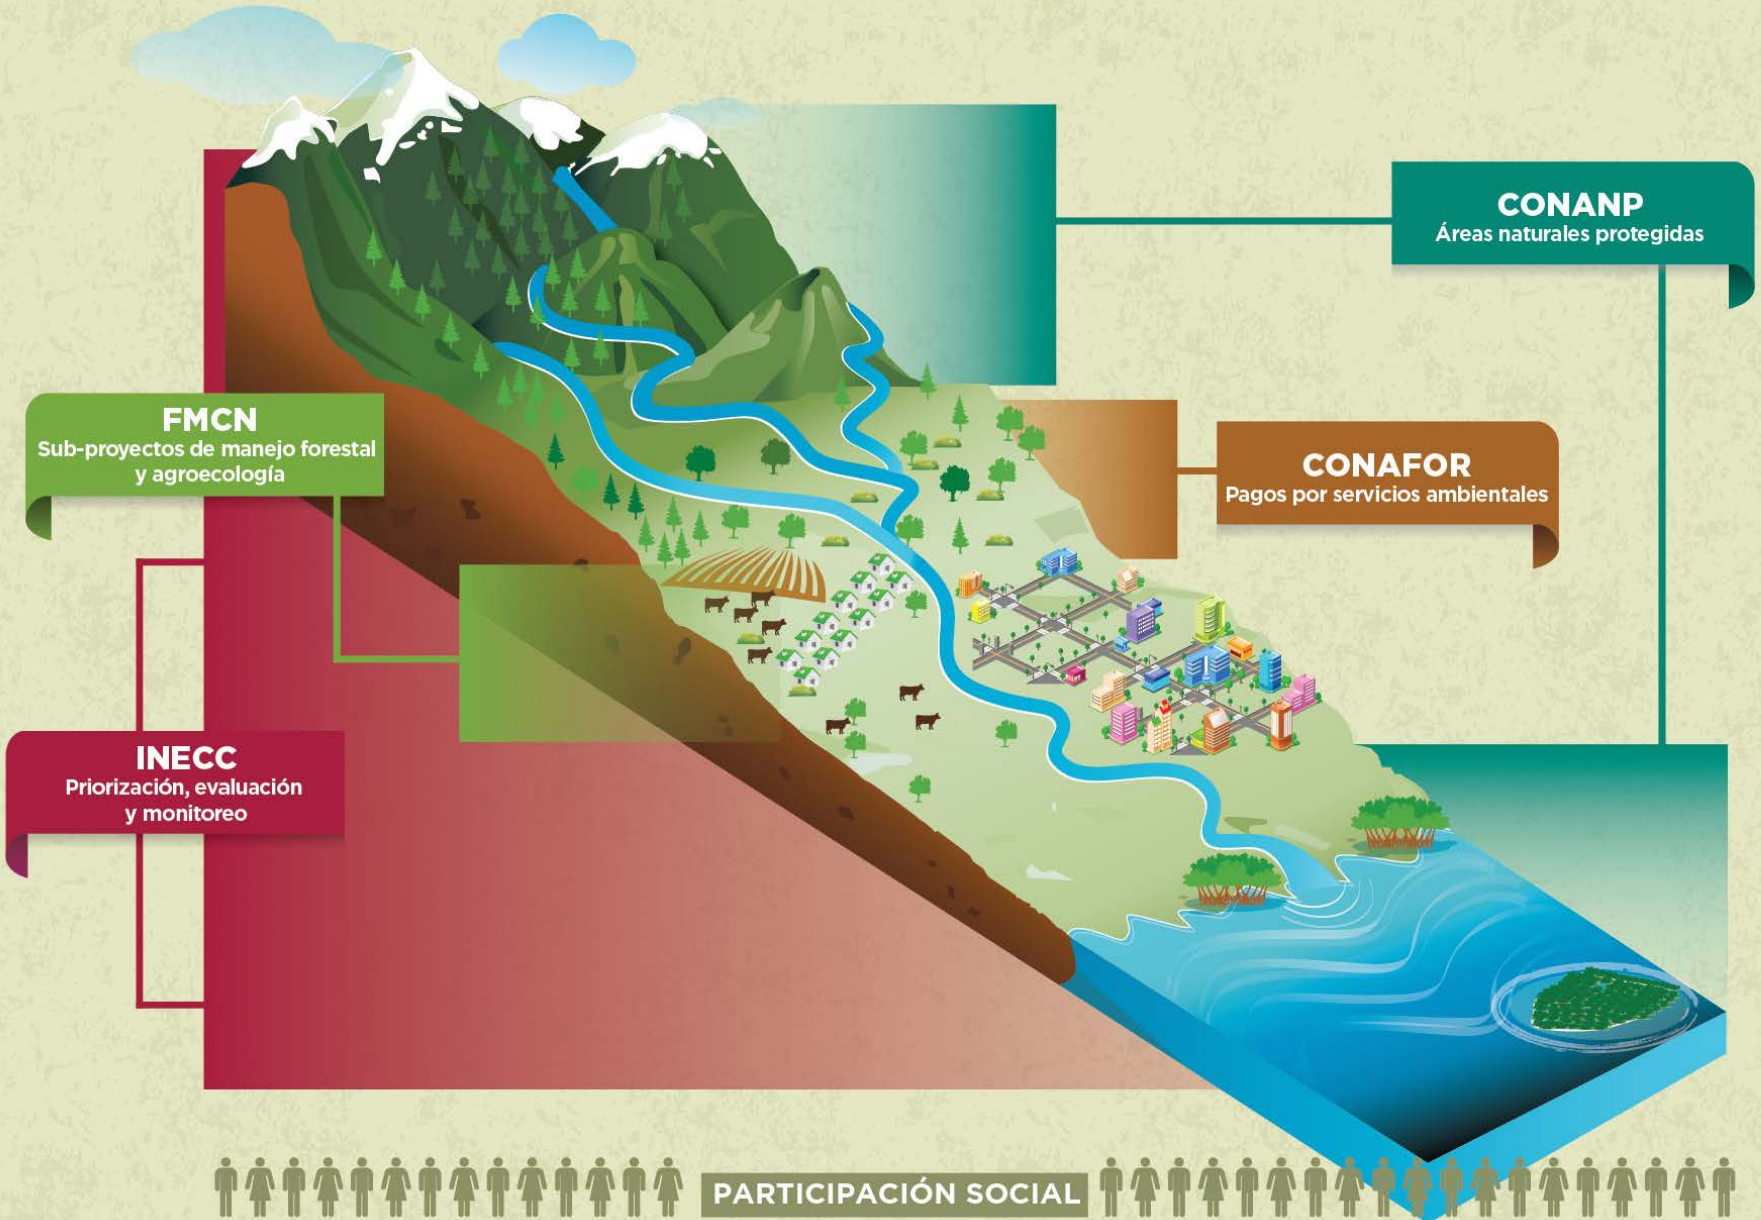 CONANP
Áreas naturales protegidas
FMCN
Sub-proyectos de manejo forestal
y agroecología
CONAFOR
Pagos por servicios ambientales
INECC
Priorización, evaluación
y monitoreo
PARTICIPACIÓN SOCIAL